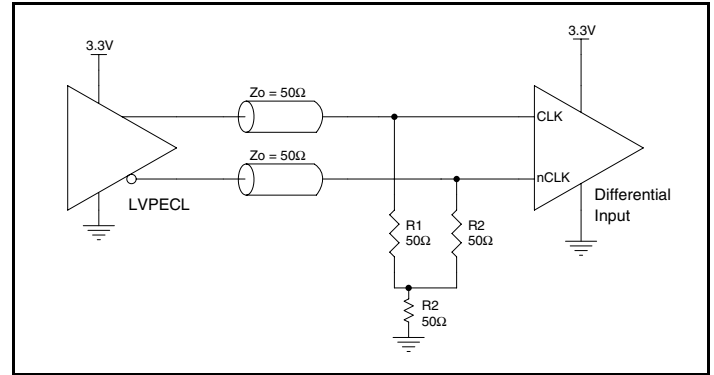 3.3V
3.3V
Zo = 50Ω
CLK
Zo = 50Ω
nCLK
LVPECL
Differential
Input
R1
50Ω
R2
50Ω
R2
50Ω